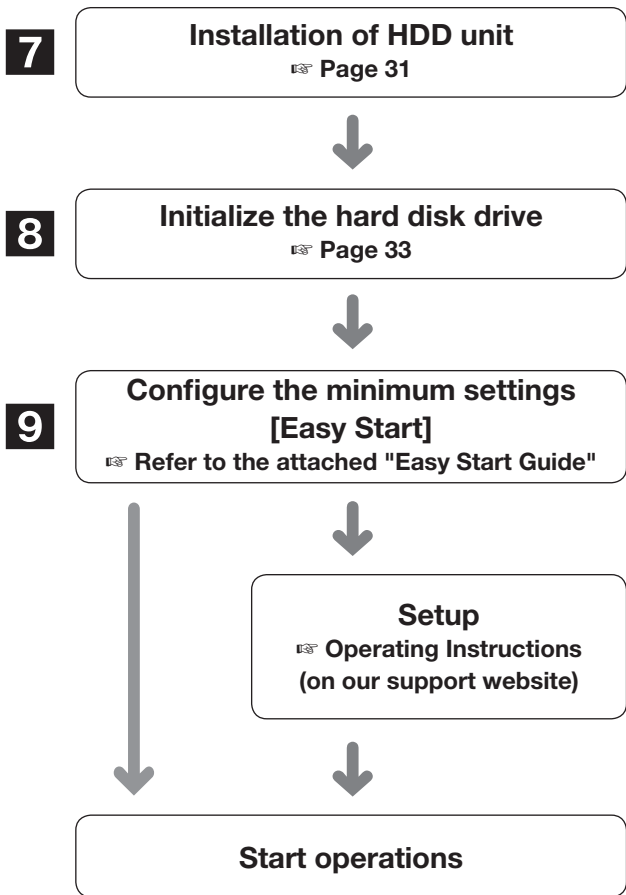 7
Installation of HDD unit
☞ Page 31
8
Initialize the hard disk drive
☞ Page 33
9
Configure the minimum settings
[Easy Start]
☞ Refer to the attached "Easy Start Guide"
Setup
☞ Operating Instructions
(on our support website)
Start operations